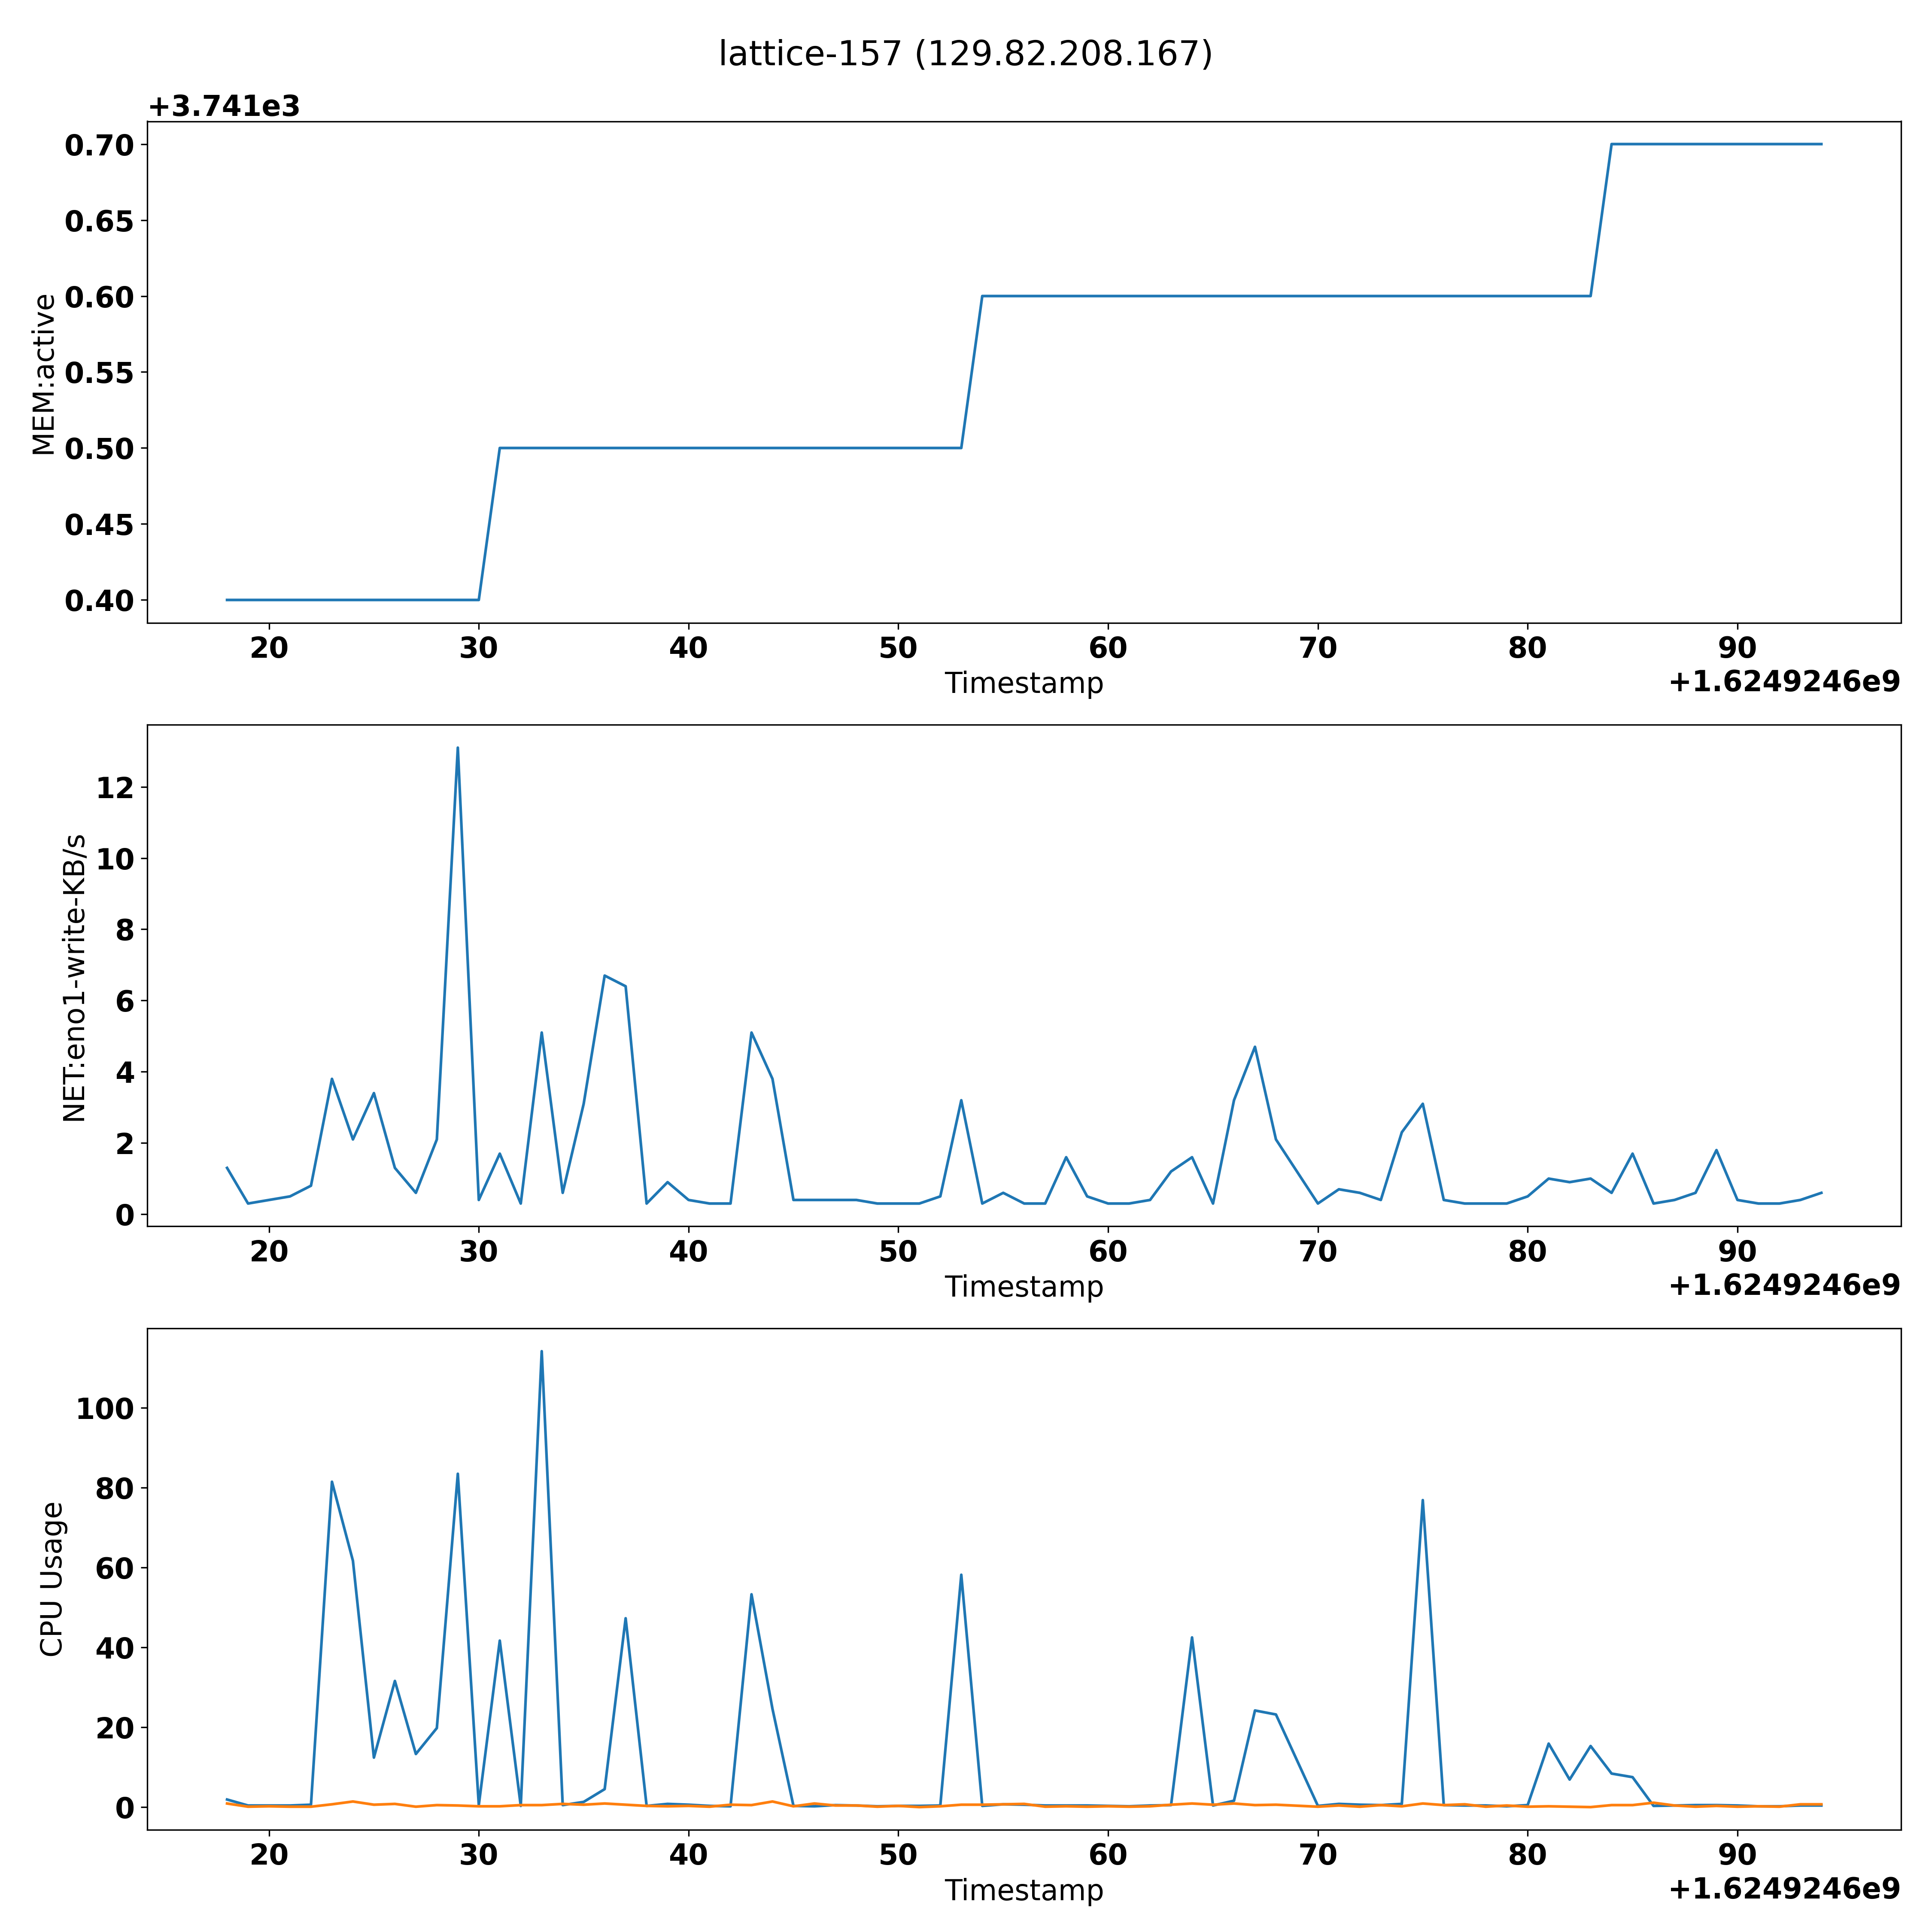 lattice-157 (129.82.208.167)
+3.741e3
0.70
0.65
0.60
0.55
0.50
0.45
0.40
MEM:active
20 30 40 50 60 70 80 90
Timestamp
+1.6249246e9
12
10
8
6
4
2
0
NET:eno1-write-KB/s
20 30 40 50 60 70 80 90
Timestamp
+1.6249246e9
100
80
60
40
20
0
CPU Usage
20 30 40 50 60 70 80 90
Timestamp
+1.6249246e9